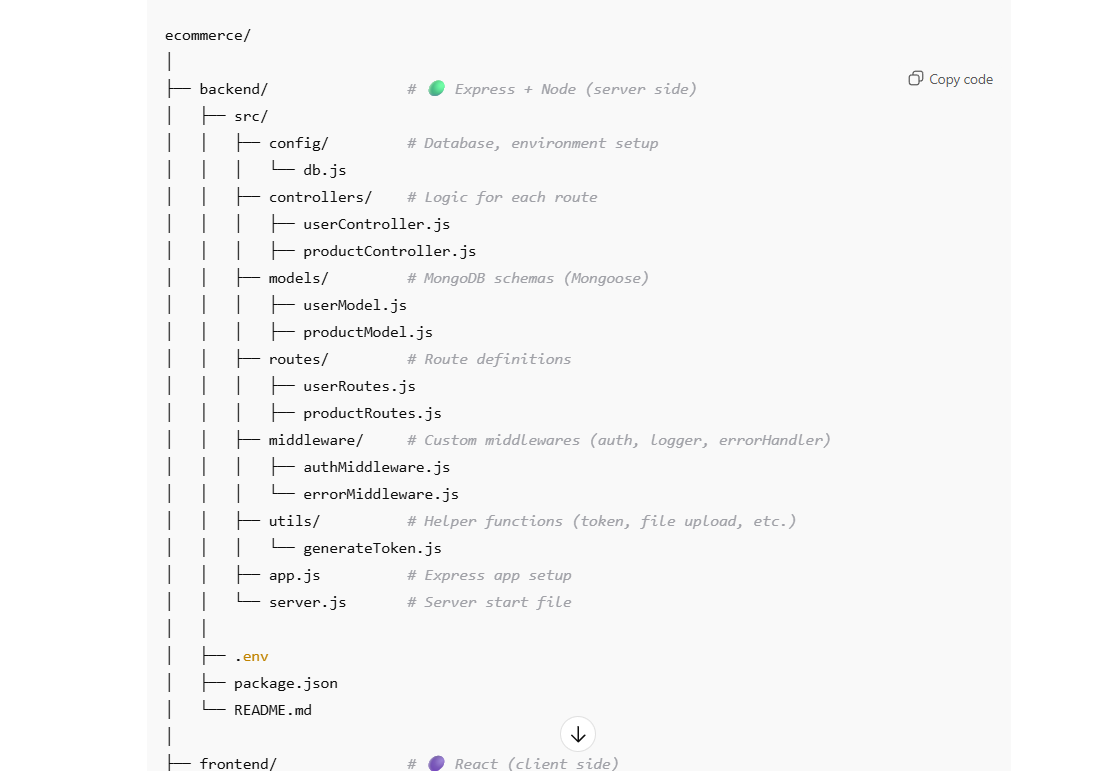 ecommerce/
│
├── backend/ # 🟢 Express + Node (server side)
Copy code
│ ├── src/
│ │ ├── config/ # Database, environment setup
│ │ │ └── db.js
│ │ ├── controllers/ # Logic for each route
│ │ │ ├── userController.js
│ │ │ ├── productController.js
│ │ ├── models/ # MongoDB schemas (Mongoose)
│ │ │ ├── userModel.js
│ │ │ ├── productModel.js
│ │ ├── routes/ # Route definitions
│ │ │ ├── userRoutes.js
│ │ │ ├── productRoutes.js
│ │ ├── middleware/ # Custom middlewares (auth, logger, errorHandler)
│ │ │ ├── authMiddleware.js
│ │ │ └── errorMiddleware.js
│ │ ├── utils/ # Helper functions (token, file upload, etc.)
│ │ │ └── generateToken.js
│ │ ├── app.js # Express app setup
│ │ └── server.js # Server start file
│ │
│ ├── .env
│ ├── package.json
│ └── README.md
│
├── frontend/ # 🟣 React (client side)